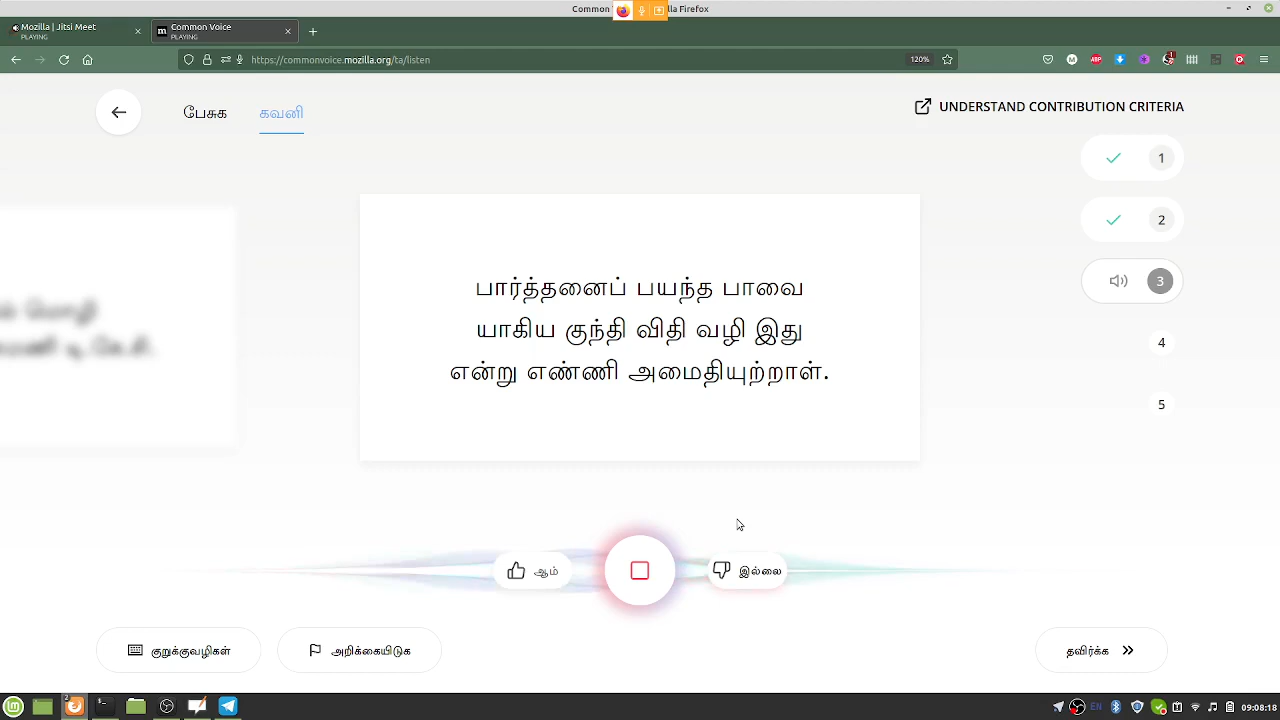 Common
lla Firefox
Mozilla | Jitsi Meet
PLAYING
Common Voice
PLAYING
https://commonvoice.mozilla.org/ta/listen
120%
பேசுக
கவனி
UNDERSTAND CONTRIBUTION CRITERIA
1
2
3
4
5
பார்த்தனைப் பயந்த பாவை
யாகிய குந்தி விதி வழி இது
என்று எண்ணி அமைதியுற்றாள்.
மொழி
டி.கே.சி.
ஆம்
இல்லை
குறுக்குவழிகள்
அறிக்கையிடுக
தவிர்க்க
EN
09:08:18